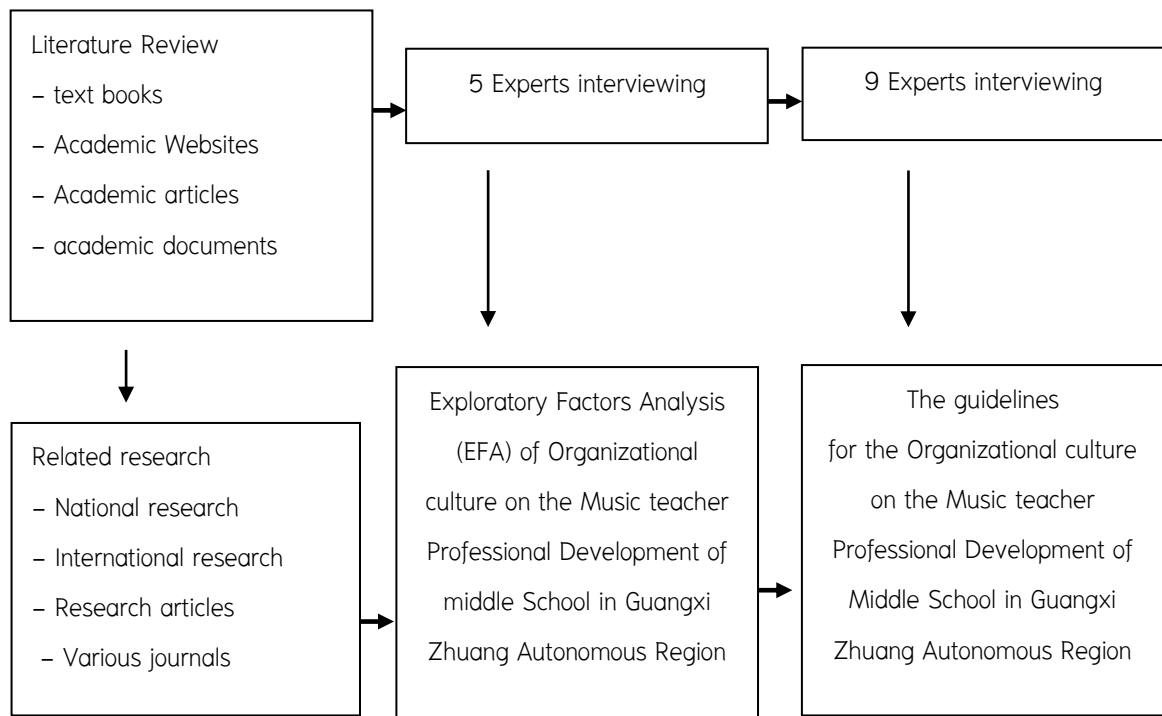 Literature Review
– text books
– Academic Websites
– Academic articles
– academic documents
5 Experts interviewing
9 Experts interviewing
Related research
– National research
– International research
– Research articles
– Various journals
Exploratory Factors Analysis
(EFA) of Organizational
culture on the Music teacher
Professional Development of
middle School in Guangxi
Zhuang Autonomous Region
The guidelines
for the Organizational culture
on the Music teacher
Professional Development of
Middle School in Guangxi
Zhuang Autonomous Region